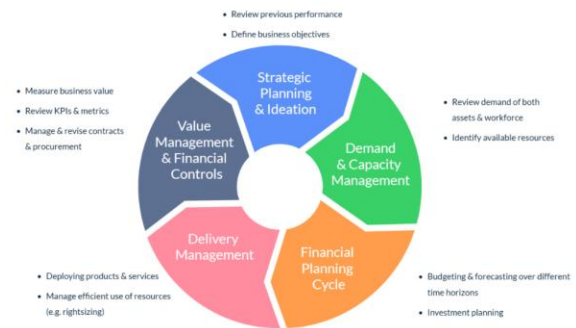 • Review previous performance
• Define business objectives
Strategic
Planning
& Ideation
• Review demand of both
assets & workforce
• Identify available resources
Demand
& Capacity
Management
• Budgeting & forecasting over different
time horizons
• Investment planning
Financial
Planning
Cycle
• Deploying products & services
• Manage efficient use of resources
(e.g. rightsizing)
Delivery
Management
• Measure business value
• Review KPIs & metrics
• Manage & revise contracts
& procurement
Value
Management
& Financial
Controls